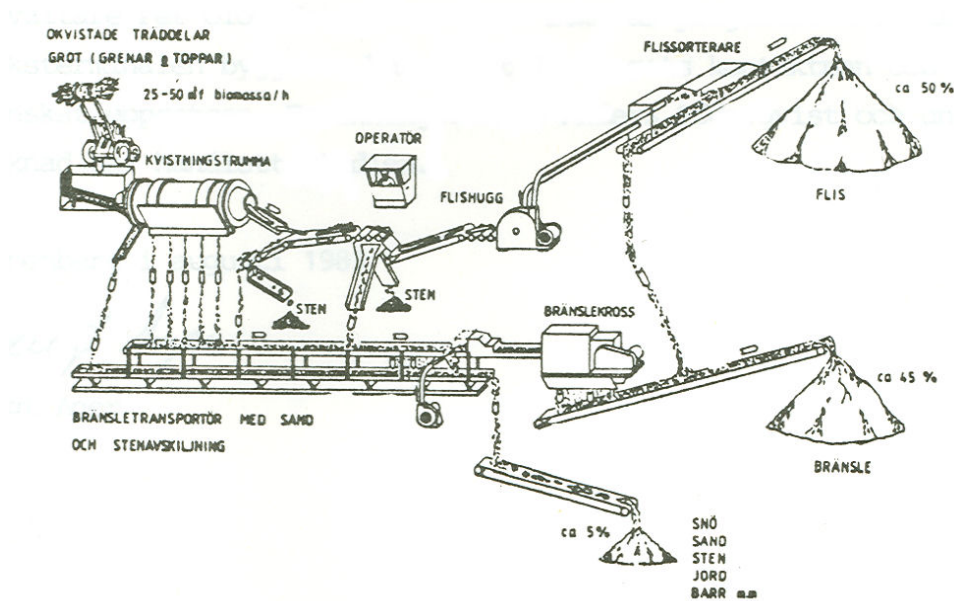 OKVISTADE TRÄDDELAR
GROT (GRENAR & TOPPAR)
25-50 m³f biomassa/h
KVISTNINGSTRUMMA
OPERATÖR
FLISHUGG
FLISSORTERARE
ca 50 %
FLIS
STEN
STEN
BRÄNSLEKROSS
ca 45 %
BRÄNSLE
BRÄNSLETRANSPORTÖR MED SAND
OCH STENAVSKILJNING
ca 5%
SNÖ
SAND
STEN
JORD
BARR m m